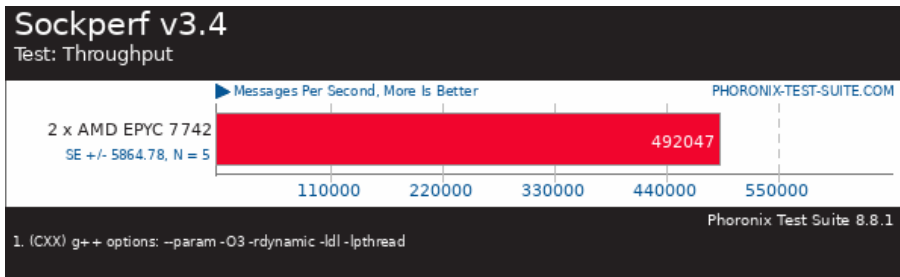 Sockperf v3.4
Test: Throughput
Messages Per Second, More Is Better
PHORONIX-TEST-SUITE.COM
2 x AMD EPYC 7742
SE +/- 5864.78, N = 5
492047
110000 220000 330000 440000 550000
Phoronix Test Suite 8.8.1
1. (CXX) g++ options: --param -O3 -rdynamic -ldl -lpthread